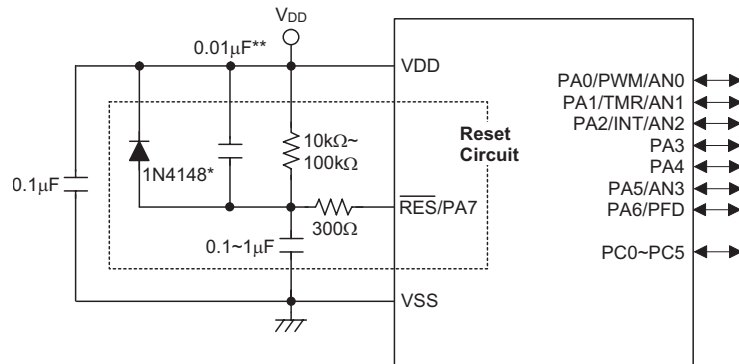 VDD
0.01μF**
VDD
PA0/PWM/AN0
PA1/TMR/AN1
PA2/INT/AN2
PA3
PA4
PA5/AN3
PA6/PFD
PC0~PC5
Reset
Circuit
10kΩ~
100kΩ
1N4148*
0.1μF
RES/PA7
300Ω
0.1~1μF
VSS